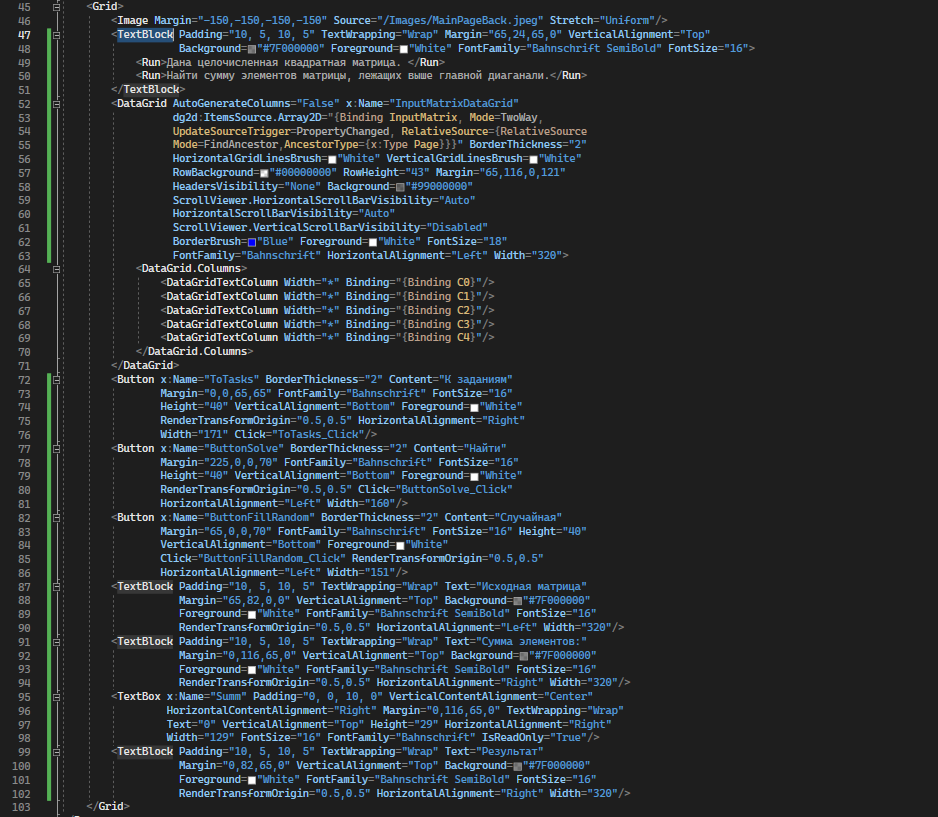 45 <Grid>
46 <Image Margin="-150,-150,-150,-150" Source="/Images/MainPageBack.jpeg" Stretch="Uniform"/>
47 <TextBlock Padding="10, 5, 10, 5" TextWrapping="Wrap" Margin="65,24,65,0" VerticalAlignment="Top"
48 Background="#7F000000" Foreground="White" FontFamily="Bahnschrift SemiBold" FontSize="16">
49 <Run>Дана целочисленная квадратная матрица. </Run>
50 <Run>Найти сумму элементов матрицы, лежащих выше главной диаганали.</Run>
51 </TextBlock>
52 <DataGrid AutoGenerateColumns="False" x:Name="InputMatrixDataGrid"
53 dg2d:ItemsSource.Array2D="{Binding InputMatrix, Mode=TwoWay,
54 UpdateSourceTrigger=PropertyChanged, RelativeSource={RelativeSource
55 Mode=FindAncestor,AncestorType={x:Type Page}}}" BorderThickness="2"
56 HorizontalGridLinesBrush="White" VerticalGridLinesBrush="White"
57 RowBackground="#00000000" RowHeight="43" Margin="65,116,0,121"
58 HeadersVisibility="None" Background="#99000000"
59 ScrollViewer.HorizontalScrollBarVisibility="Auto"
60 HorizontalScrollBarVisibility="Auto"
61 ScrollViewer.VerticalScrollBarVisibility="Disabled"
62 BorderBrush="Blue" Foreground="White" FontSize="18"
63 FontFamily="Bahnschrift" HorizontalAlignment="Left" Width="320">
64 <DataGrid.Columns>
65 <DataGridTextColumn Width="*" Binding="{Binding C0}"/>
66 <DataGridTextColumn Width="*" Binding="{Binding C1}"/>
67 <DataGridTextColumn Width="*" Binding="{Binding C2}"/>
68 <DataGridTextColumn Width="*" Binding="{Binding C3}"/>
69 <DataGridTextColumn Width="*" Binding="{Binding C4}"/>
70 </DataGrid.Columns>
71 </DataGrid>
72 <Button x:Name="ToTasks" BorderThickness="2" Content="К заданиям"
73 Margin="0,0,65,65" FontFamily="Bahnschrift" FontSize="16"
74 Height="40" VerticalAlignment="Bottom" Foreground="White"
75 RenderTransformOrigin="0.5,0.5" HorizontalAlignment="Right"
76 Width="171" Click="ToTasks_Click"/>
77 <Button x:Name="ButtonSolve" BorderThickness="2" Content="Найти"
78 Margin="225,0,0,70" FontFamily="Bahnschrift" FontSize="16"
79 Height="40" VerticalAlignment="Bottom" Foreground="White"
80 RenderTransformOrigin="0.5,0.5" Click="ButtonSolve_Click"
81 HorizontalAlignment="Left" Width="160"/>
82 <Button x:Name="ButtonFillRandom" BorderThickness="2" Content="Случайная"
83 Margin="65,0,0,70" FontFamily="Bahnschrift" FontSize="16" Height="40"
84 VerticalAlignment="Bottom" Foreground="White"
85 Click="ButtonFillRandom_Click" RenderTransformOrigin="0.5,0.5"
86 HorizontalAlignment="Left" Width="151"/>
87 <TextBlock Padding="10, 5, 10, 5" TextWrapping="Wrap" Text="Исходная матрица"
88 Margin="65,82,0,0" VerticalAlignment="Top" Background="#7F000000"
89 Foreground="White" FontFamily="Bahnschrift SemiBold" FontSize="16"
90 RenderTransformOrigin="0.5,0.5" HorizontalAlignment="Left" Width="320"/>
91 <TextBlock Padding="10, 5, 10, 5" TextWrapping="Wrap" Text="Сумма элементов:"
92 Margin="0,116,65,0" VerticalAlignment="Top" Background="#7F000000"
93 Foreground="White" FontFamily="Bahnschrift SemiBold" FontSize="16"
94 RenderTransformOrigin="0.5,0.5" HorizontalAlignment="Right" Width="320"/>
95 <TextBox x:Name="Summ" Padding="0, 0, 10, 0" VerticalContentAlignment="Center"
96 HorizontalContentAlignment="Right" Margin="0,116,65,0" TextWrapping="Wrap"
97 Text="0" VerticalAlignment="Top" Height="29" HorizontalAlignment="Right"
98 Width="129" FontSize="16" FontFamily="Bahnschrift" IsReadOnly="True"/>
99 <TextBlock Padding="10, 5, 10, 5" TextWrapping="Wrap" Text="Результат"
100 Margin="0,82,65,0" VerticalAlignment="Top" Background="#7F000000"
101 Foreground="White" FontFamily="Bahnschrift SemiBold" FontSize="16"
102 RenderTransformOrigin="0.5,0.5" HorizontalAlignment="Right" Width="320"/>
103 </Grid>